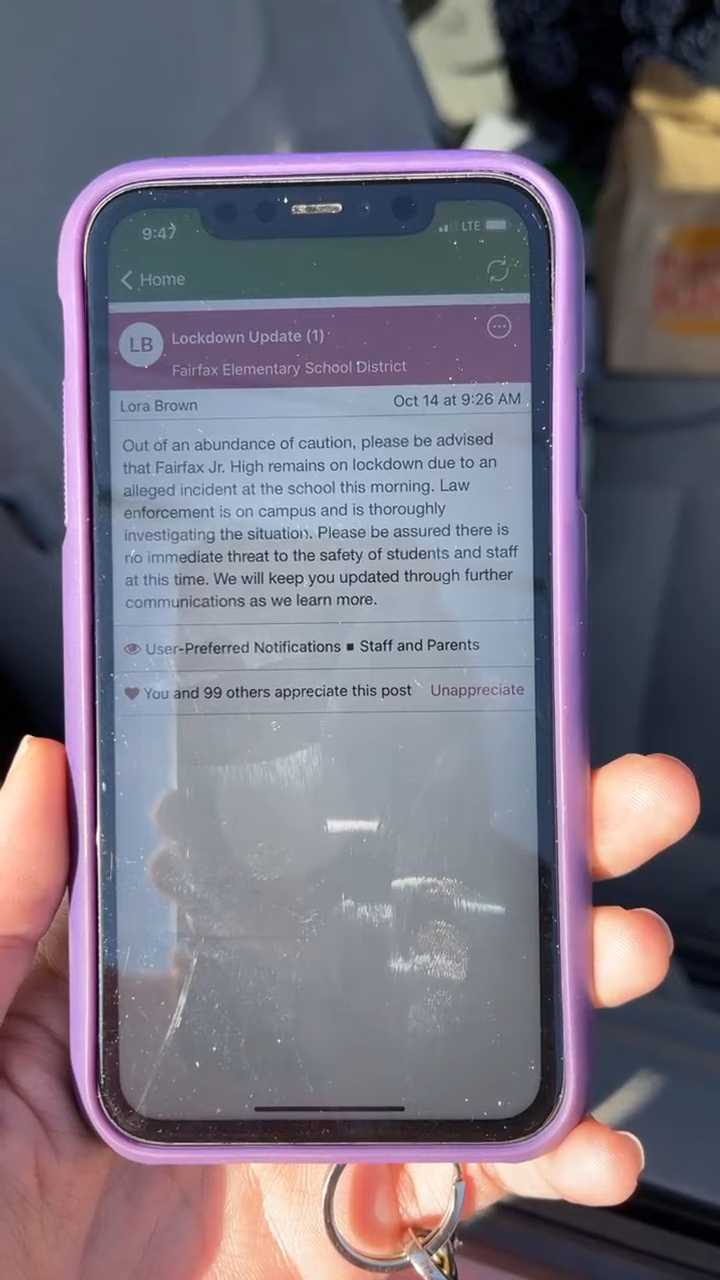 9:47
LTE
Home
LB
Lockdown Update (1)
Fairfax Elementary School District
Lora Brown
Oct 14 at 9:26 AM
Out of an abundance of caution, please be advised
that Fairfax Jr. High remains on lockdown due to an
alleged incident at the school this morning. Law
enforcement is on campus and is thoroughly
investigating the situation. Please be assured there is
no immediate threat to the safety of students and staff
at this time. We will keep you updated through further
communications as we learn more.
User-Preferred Notifications ▪ Staff and Parents
You and 99 others appreciate this post Unappreciate